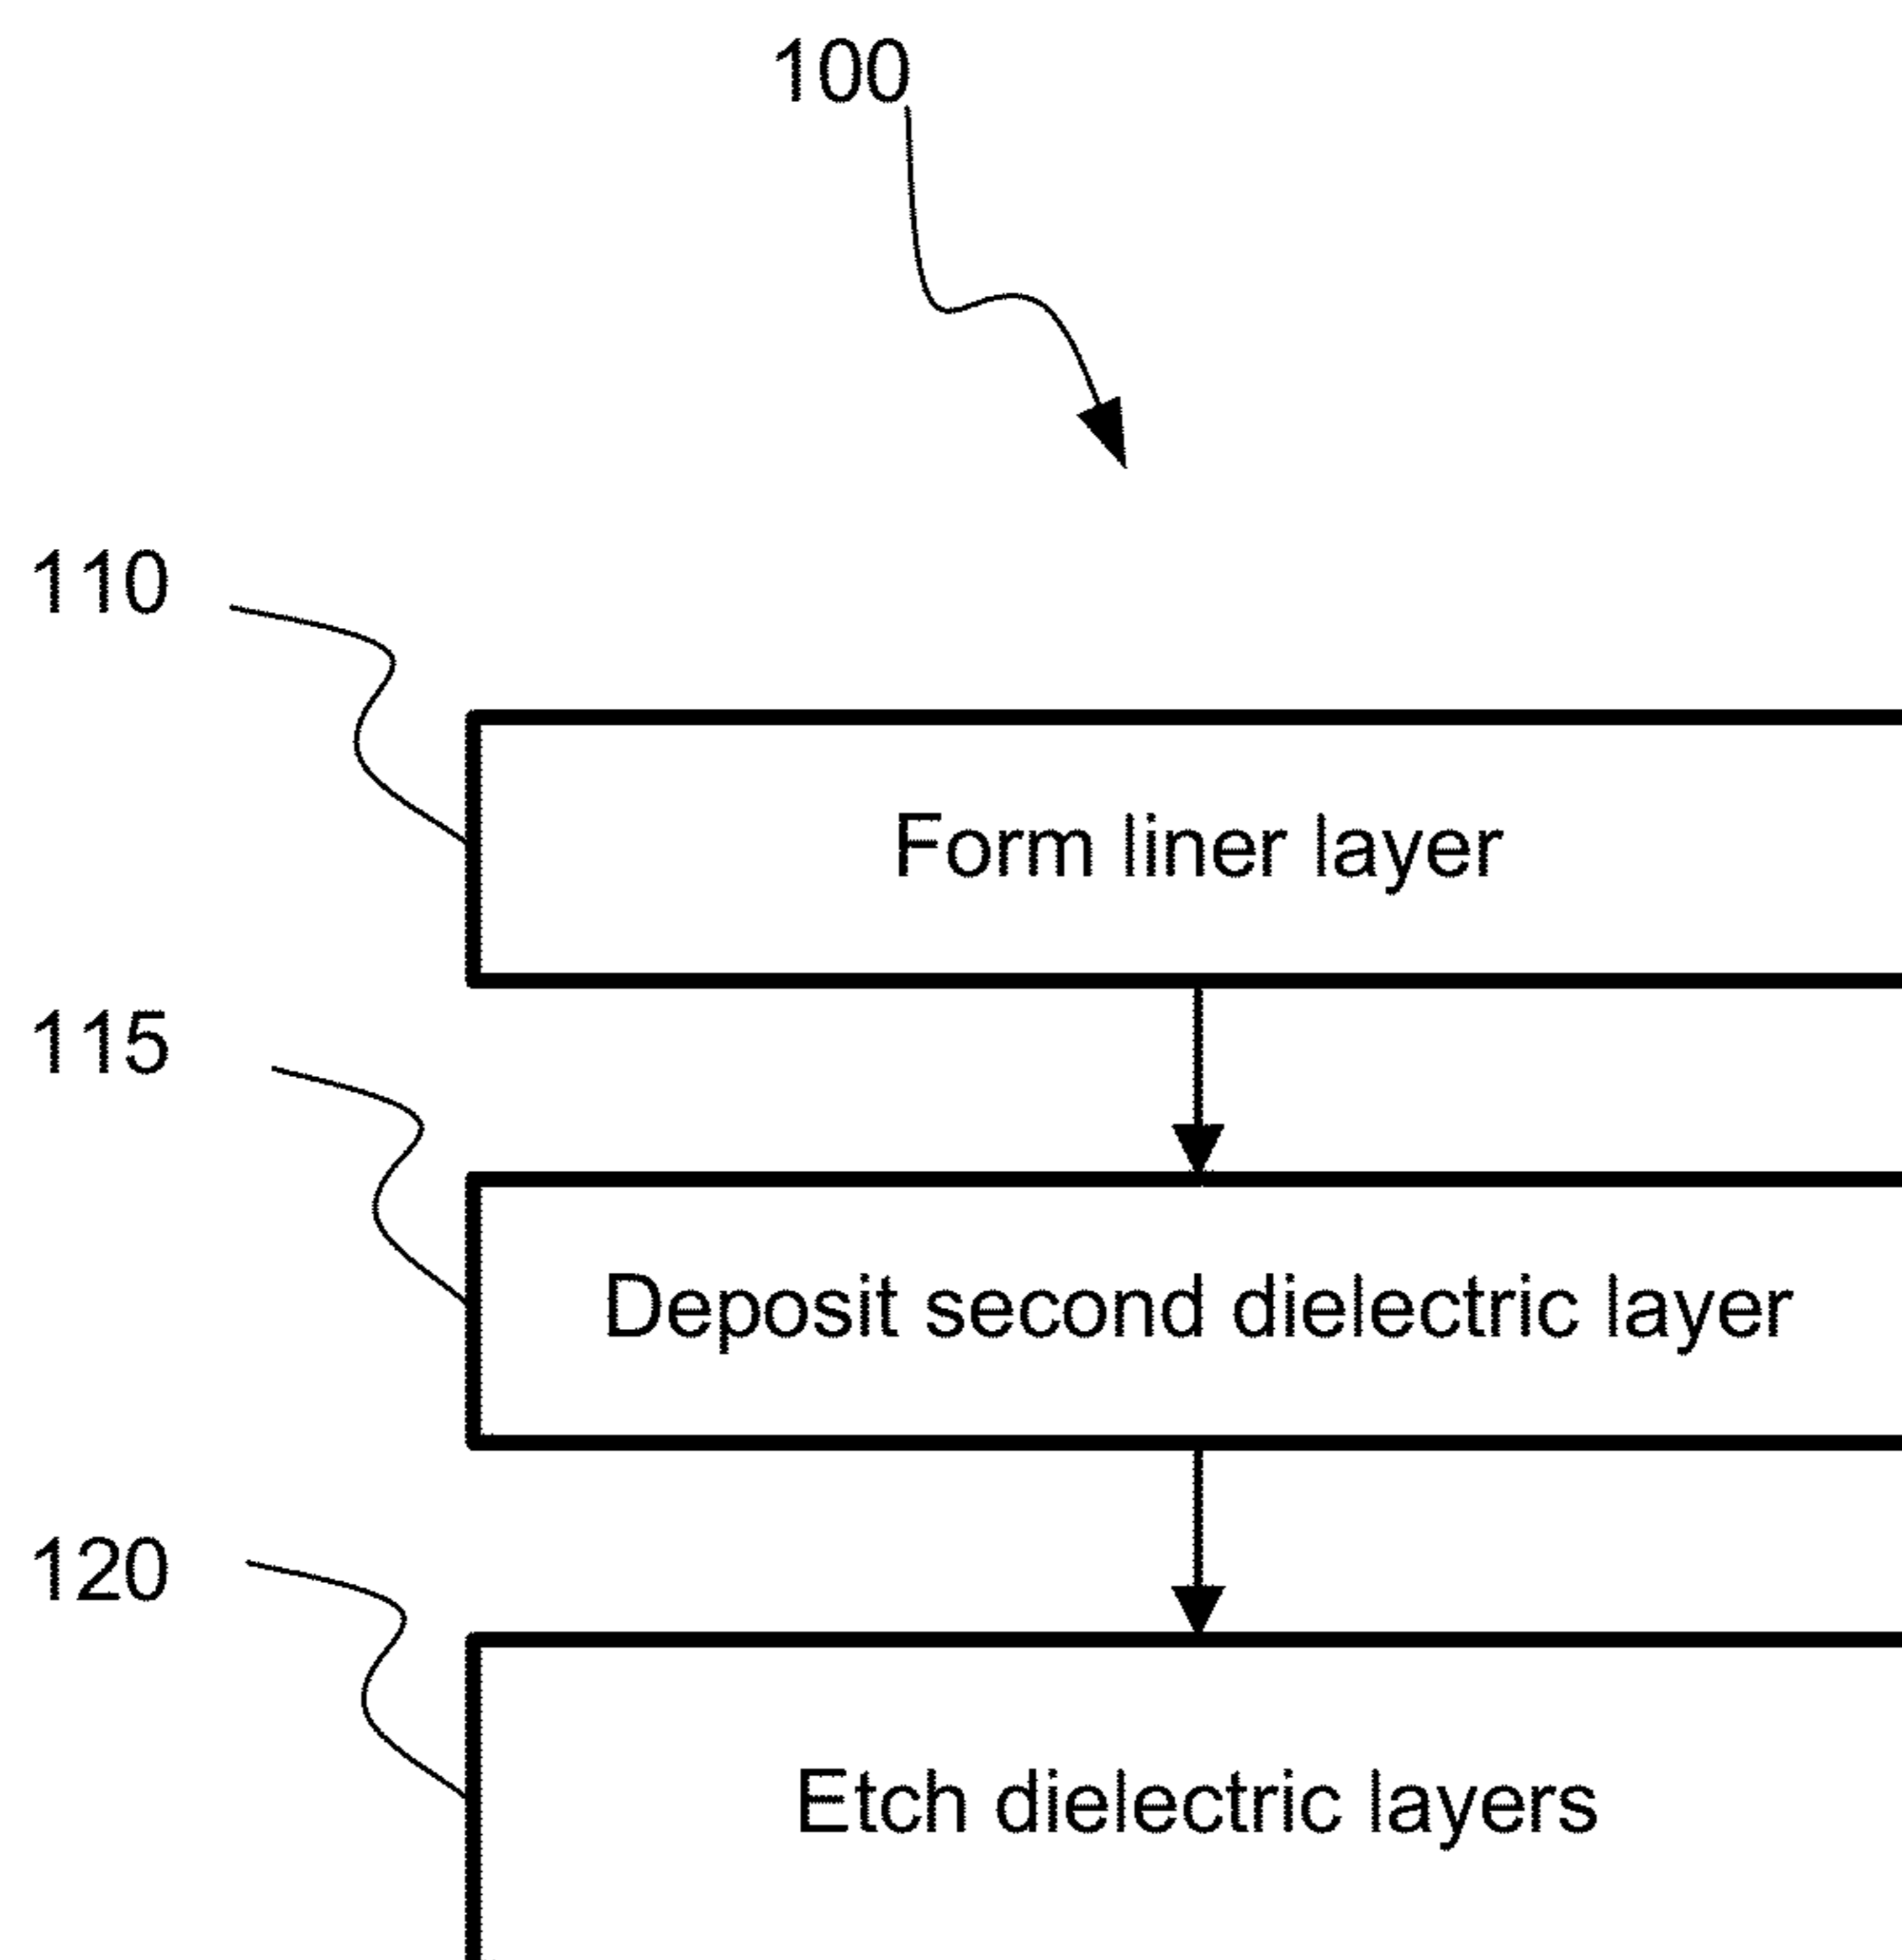 100
110
Form liner layer
115
Deposit second dielectric layer
120
Etch dielectric layers